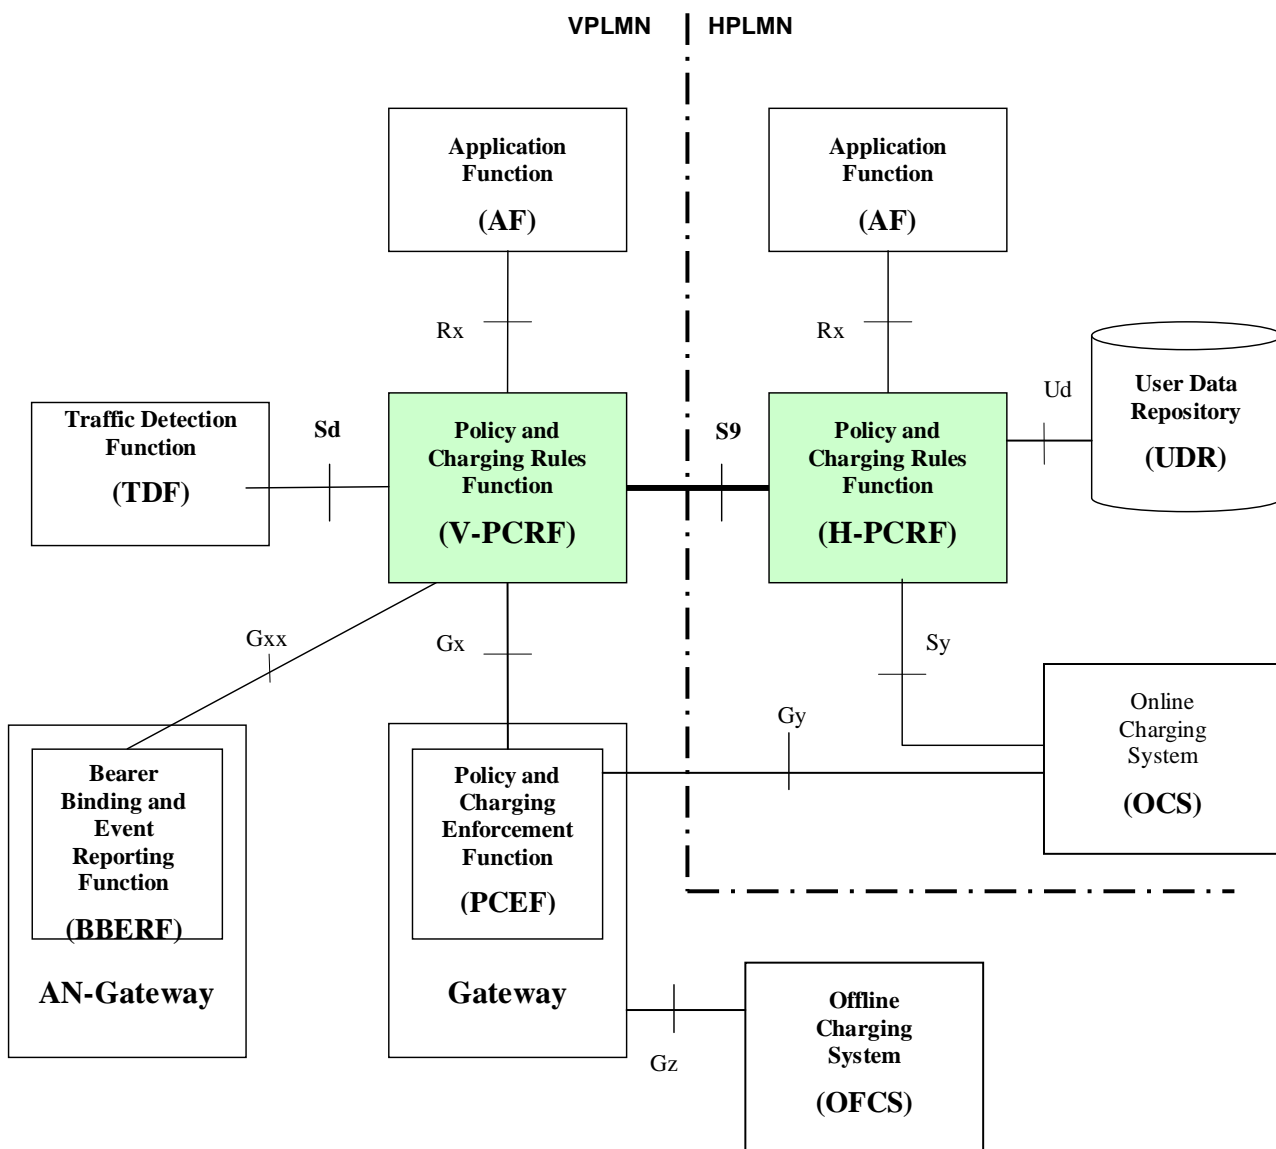 VPLMN
HPLMN
Application
Function
(AF)
Application
Function
(AF)
Rx
Rx
Ud
User Data
Repository
(UDR)
Traffic Detection
Function
(TDF)
Sd
Policy and
Charging Rules
Function
(V-PCRF)
S9
Policy and
Charging Rules
Function
(H-PCRF)
Gxx
Gx
Sy
Gy
Online
Charging
System
(OCS)
Bearer
Binding and
Event
Reporting
Function
(BBERF)
AN-Gateway
Policy and
Charging
Enforcement
Function
(PCEF)
Gateway
Gz
Offline
Charging
System
(OFCS)